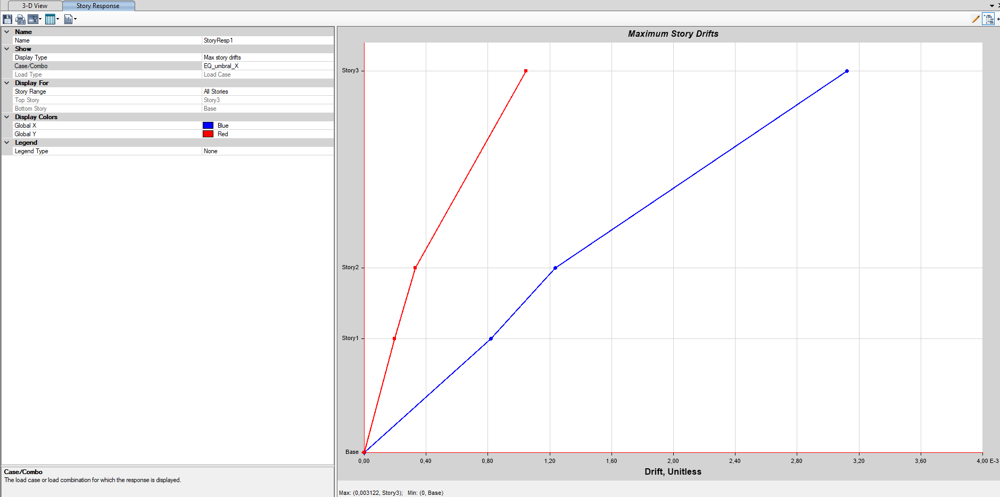 3-D View
Story Response
Name
Name StoryResp1
Show
Display Type Max story drifts
Case/Combo EQ_umbral_X
Load Type Load Case
Display For
Story Range All Stories
Top Story Story3
Bottom Story Base
Display Colors
Global X Blue
Global Y Red
Legend
Legend Type None
Case/Combo
The load case or load combination for which the response is displayed.
Maximum Story Drifts
Story3
Story2
Story1
Base
0,00 0,40 0,80 1,20 1,60 2,00 2,40 2,80 3,20 3,60 4,00 E-3
Drift, Unitless
Max: (0,003122, Story3); Min: (0, Base)